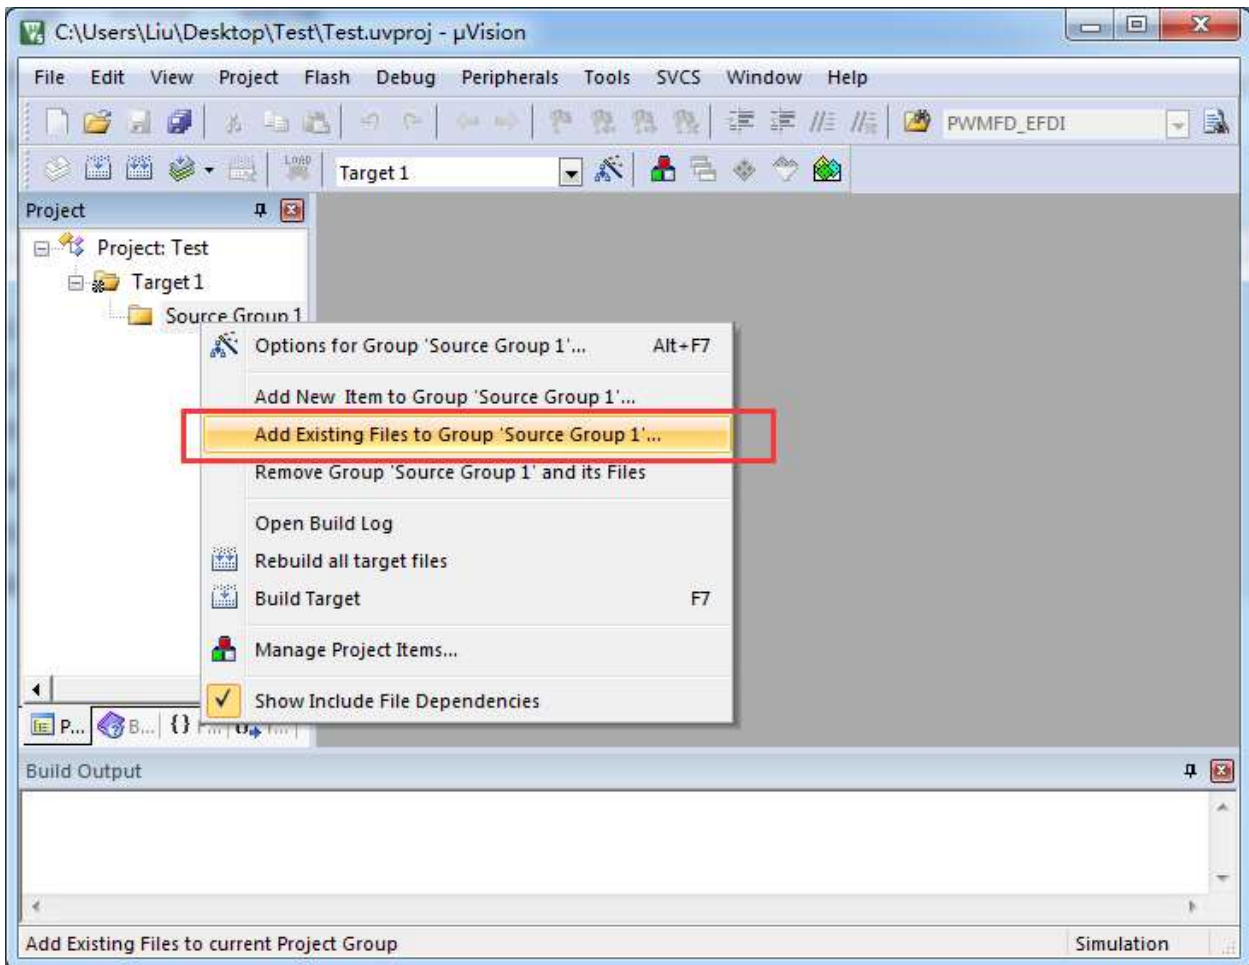 C:\Users\Liu\Desktop\Test\Test.uvproj - µVision
File Edit View Project Flash Debug Peripherals Tools SVCS Window Help
PWMFD_EFDI
LOAD Target 1
Project
Project: Test
Target 1
Source Group 1
Options for Group 'Source Group 1'... Alt+F7
Add New Item to Group 'Source Group 1'...
Add Existing Files to Group 'Source Group 1'...
Remove Group 'Source Group 1' and its Files
Open Build Log
Rebuild all target files
Build Target F7
Manage Project Items...
Show Include File Dependencies
P... B... {}
Build Output
Add Existing Files to current Project Group Simulation